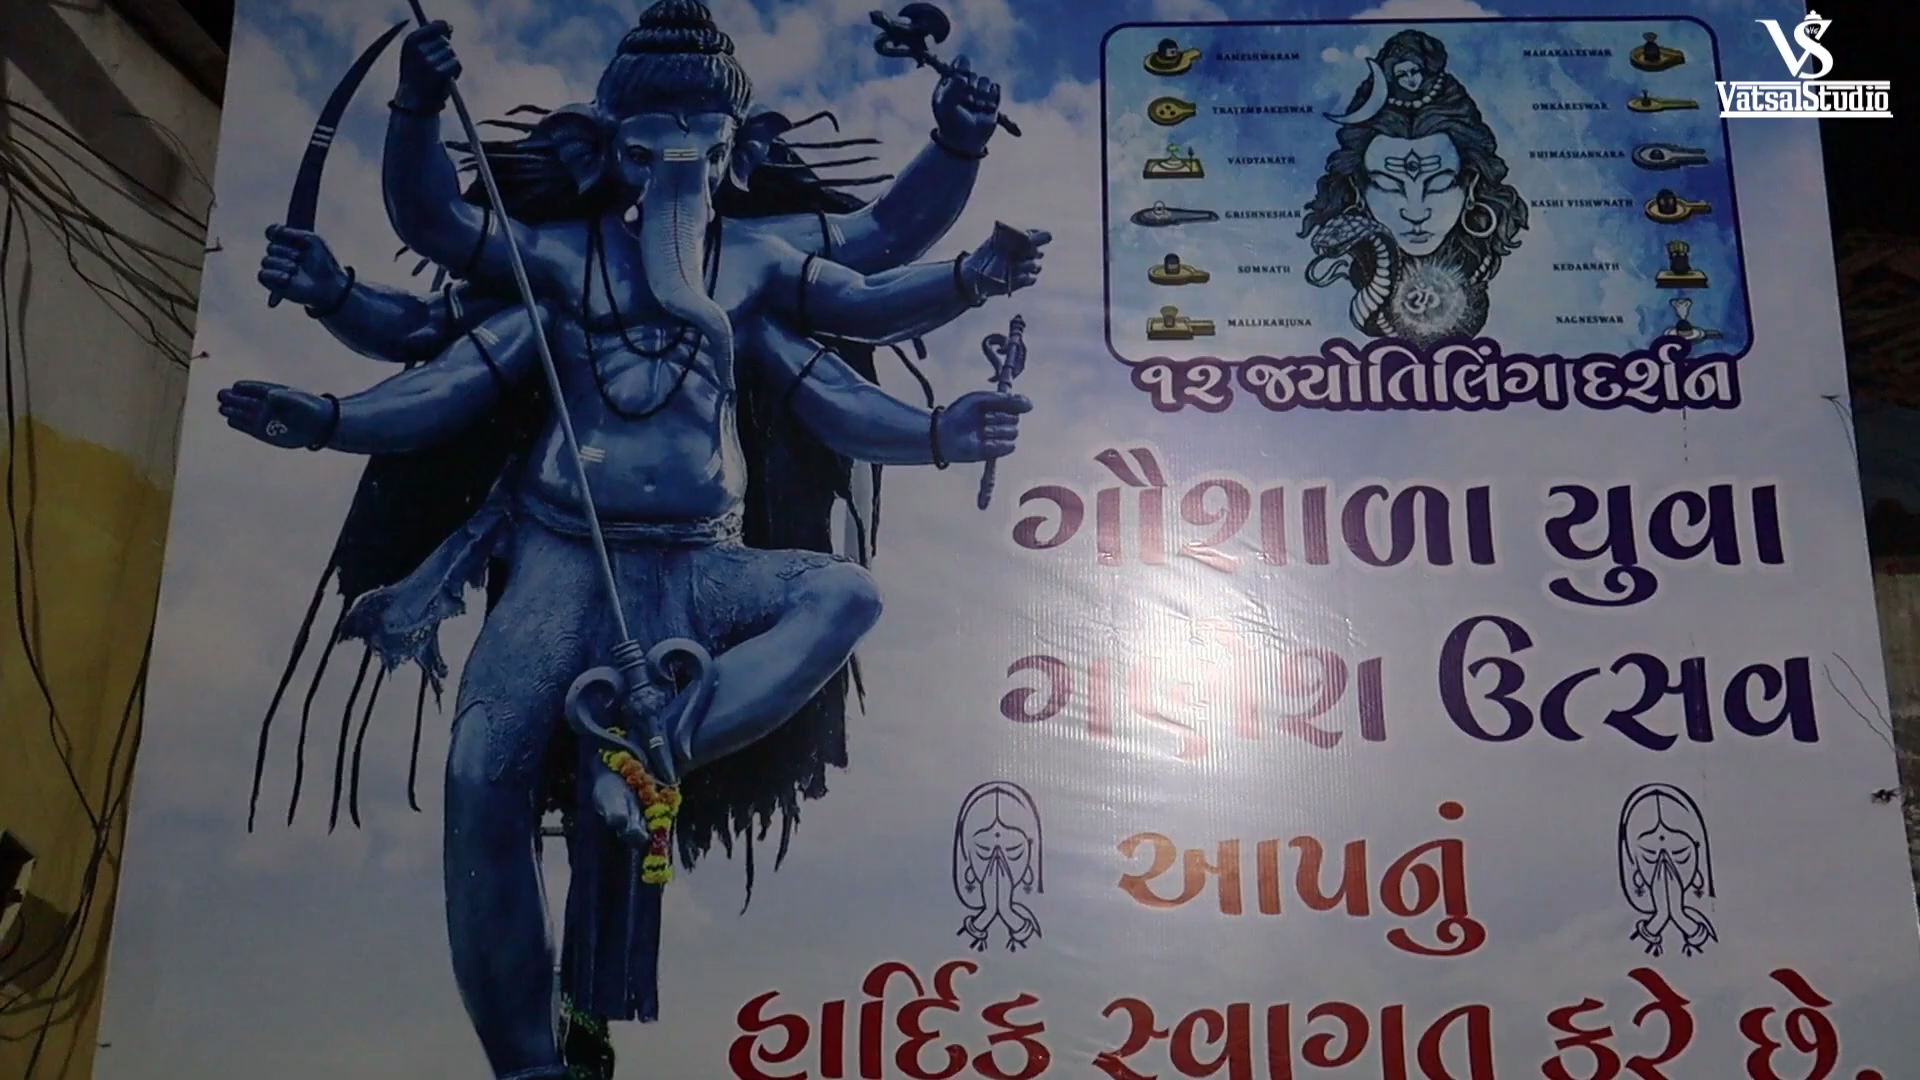 VS
VatsalStudio
RAMESHWARAM
TRAYEMBAKESWAR
VAIDYANATH
GRISHNESHAR
SOMNATH
MALLIKARJUNA
MAHAKALESWAR
OMKARESWAR
BHIMASHANKARA
KASHI VISHWNATH
KEDARNATH
NAGNESWAR
ૐ
૧૨ જ્યોતિલિંગ દર્શન
ગૌશાળા યુવા
ગણેશ ઉત્સવ
આપનું
હાર્દિક સ્વાગત કરે છે.